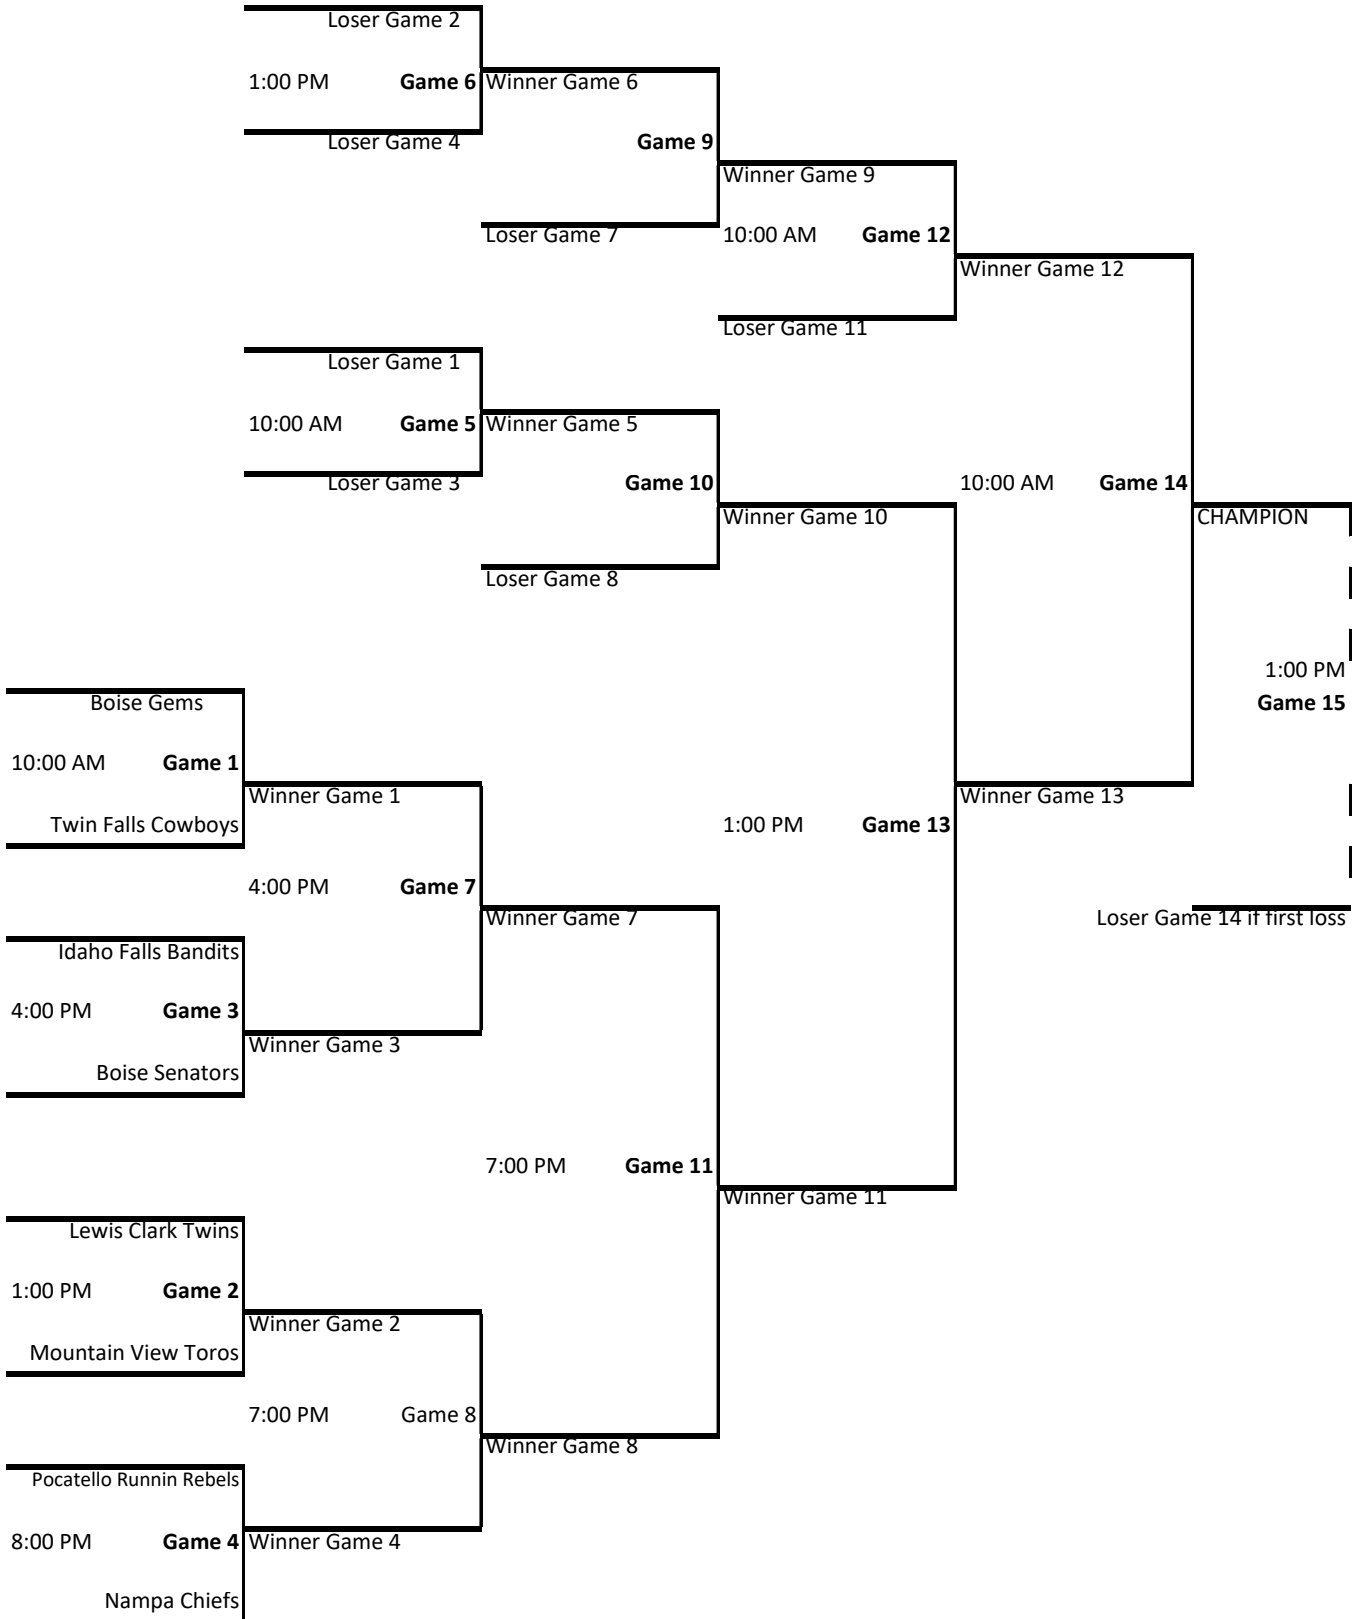 Loser Game 2
1:00 PM Game 6 Winner Game 6
Loser Game 4 Game 9
Winner Game 9
Loser Game 7 10:00 AM Game 12
Winner Game 12
Loser Game 11
Loser Game 1
10:00 AM Game 5 Winner Game 5
Loser Game 3 Game 10 10:00 AM Game 14
Winner Game 10 CHAMPION
Loser Game 8
1:00 PM
Boise Gems Game 15
10:00 AM Game 1
Winner Game 1 Winner Game 13
Twin Falls Cowboys 1:00 PM Game 13
4:00 PM Game 7
Winner Game 7 Loser Game 14 if first loss
Idaho Falls Bandits
4:00 PM Game 3
Winner Game 3
Boise Senators
7:00 PM Game 11
Winner Game 11
Lewis Clark Twins
1:00 PM Game 2
Winner Game 2
Mountain View Toros
7:00 PM Game 8
Winner Game 8
Pocatello Runnin Rebels
8:00 PM Game 4 Winner Game 4
Nampa Chiefs